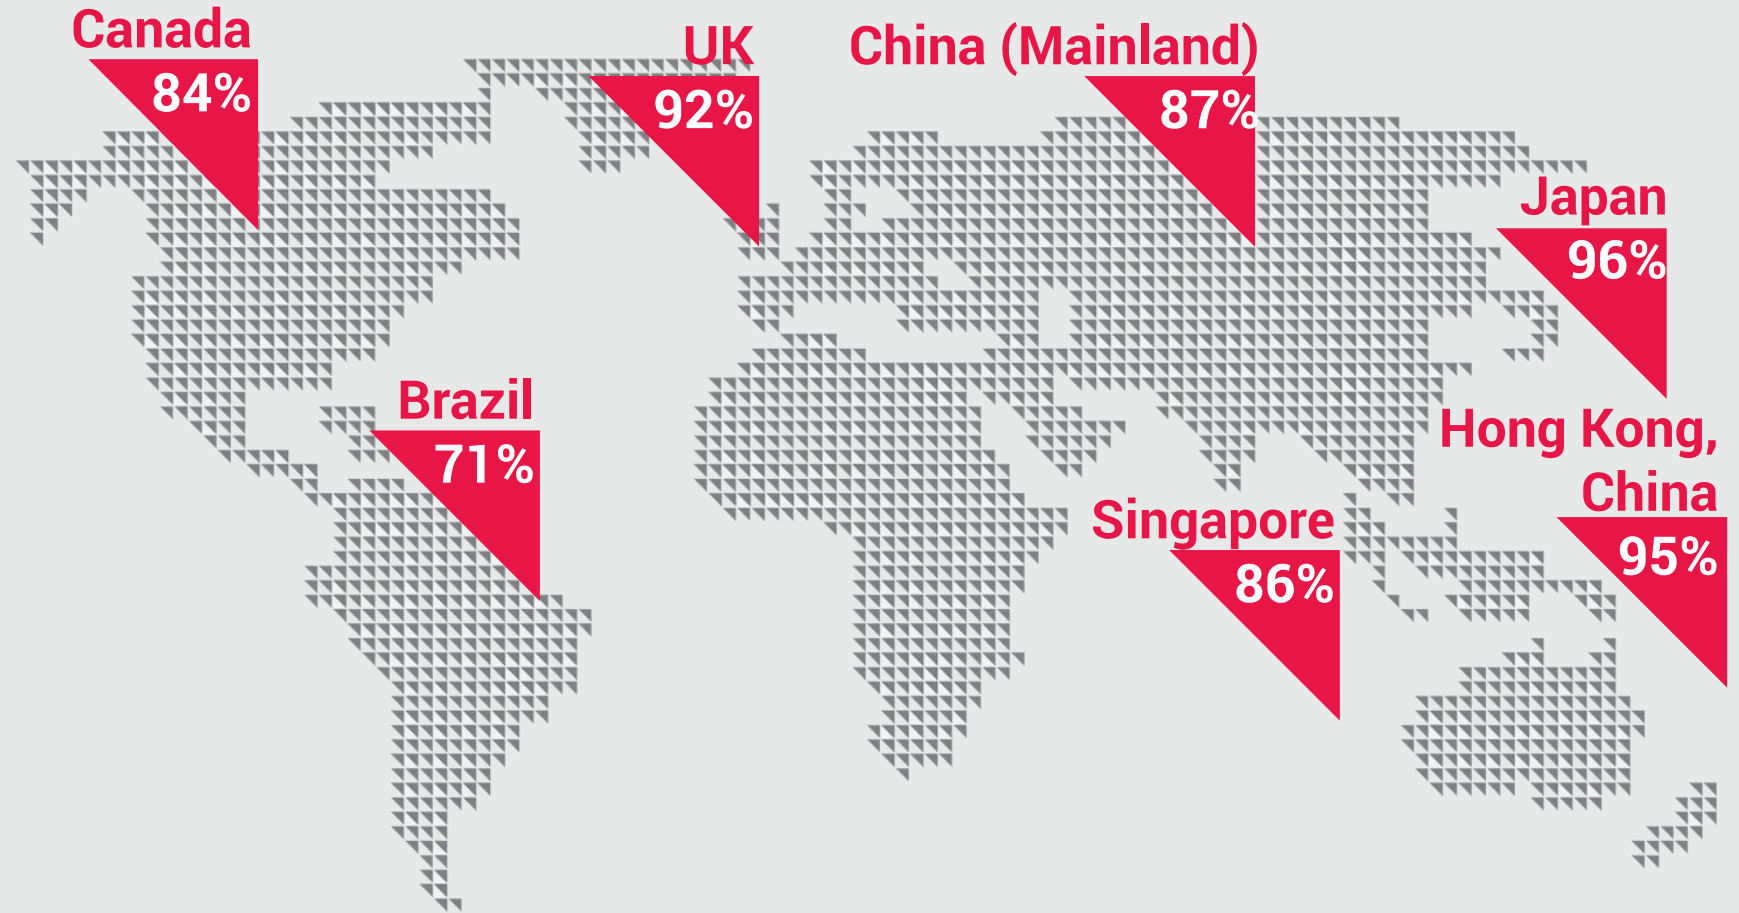 Canada
84%
UK
92%
China (Mainland)
87%
Japan
96%
Brazil
71%
Hong Kong,
China
95%
Singapore
86%